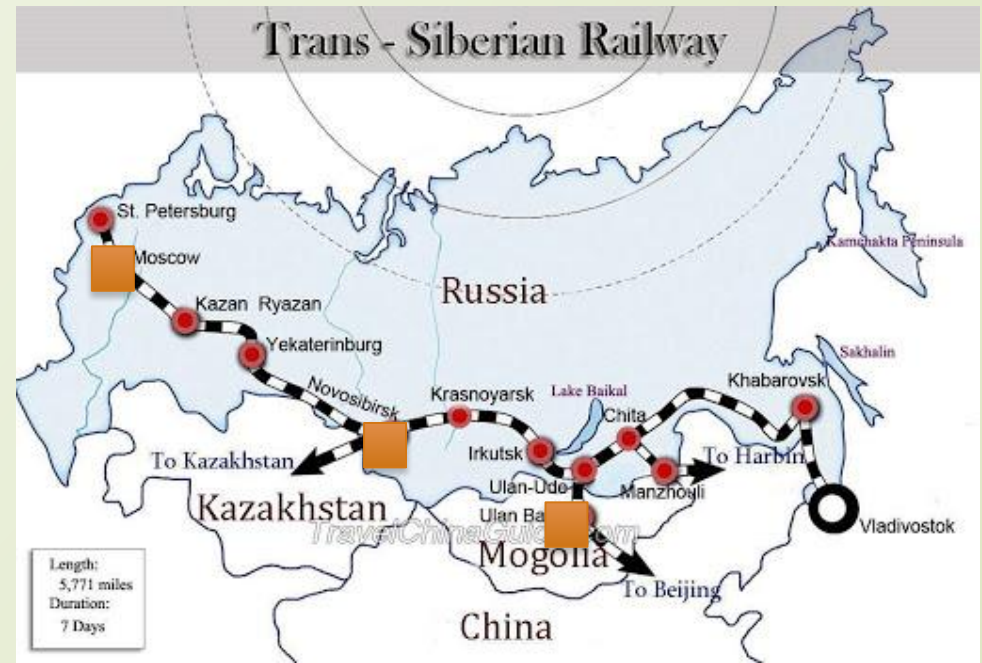 Trans - Siberian Railway
St. Petersburg
Moscow
Kamchakta Peninsula
Russia
Kazan Ryazan
Yekaterinburg
Sakhalin
Novosibirsk
Krasnoyarsk
Lake Baikal
Khabarovsk
Chita
Irkutsk
To Kazakhstan
To Harbin
Ulan-Ude
Manzhouli
Kazakhstan
Ulan
Vladivostok
Mogolia
To Beijing
China
Length:
5,771 miles
Duration:
7 Days